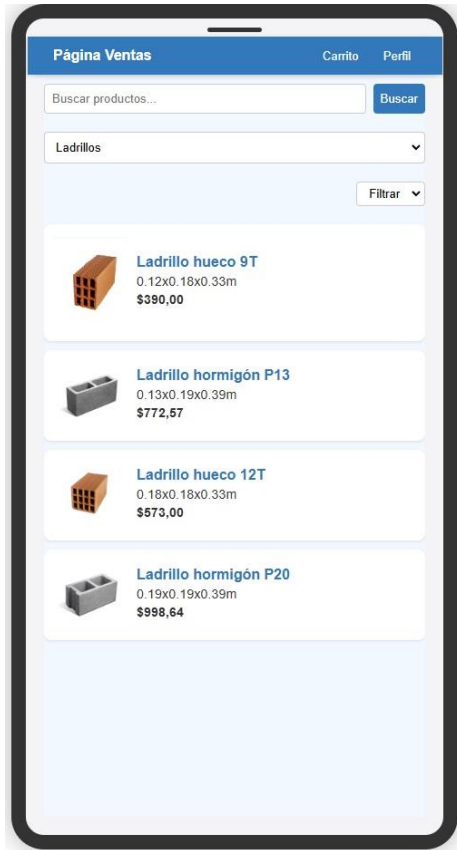 Página Ventas
Carrito
Perfil
Buscar productos...
Buscar
Ladrillos
Filtrar
Ladrillo hueco 9T
0.12x0.18x0.33m
$390,00
Ladrillo hormigón P13
0.13x0.19x0.39m
$772,57
Ladrillo hueco 12T
0.18x0.18x0.33m
$573,00
Ladrillo hormigón P20
0.19x0.19x0.39m
$998,64